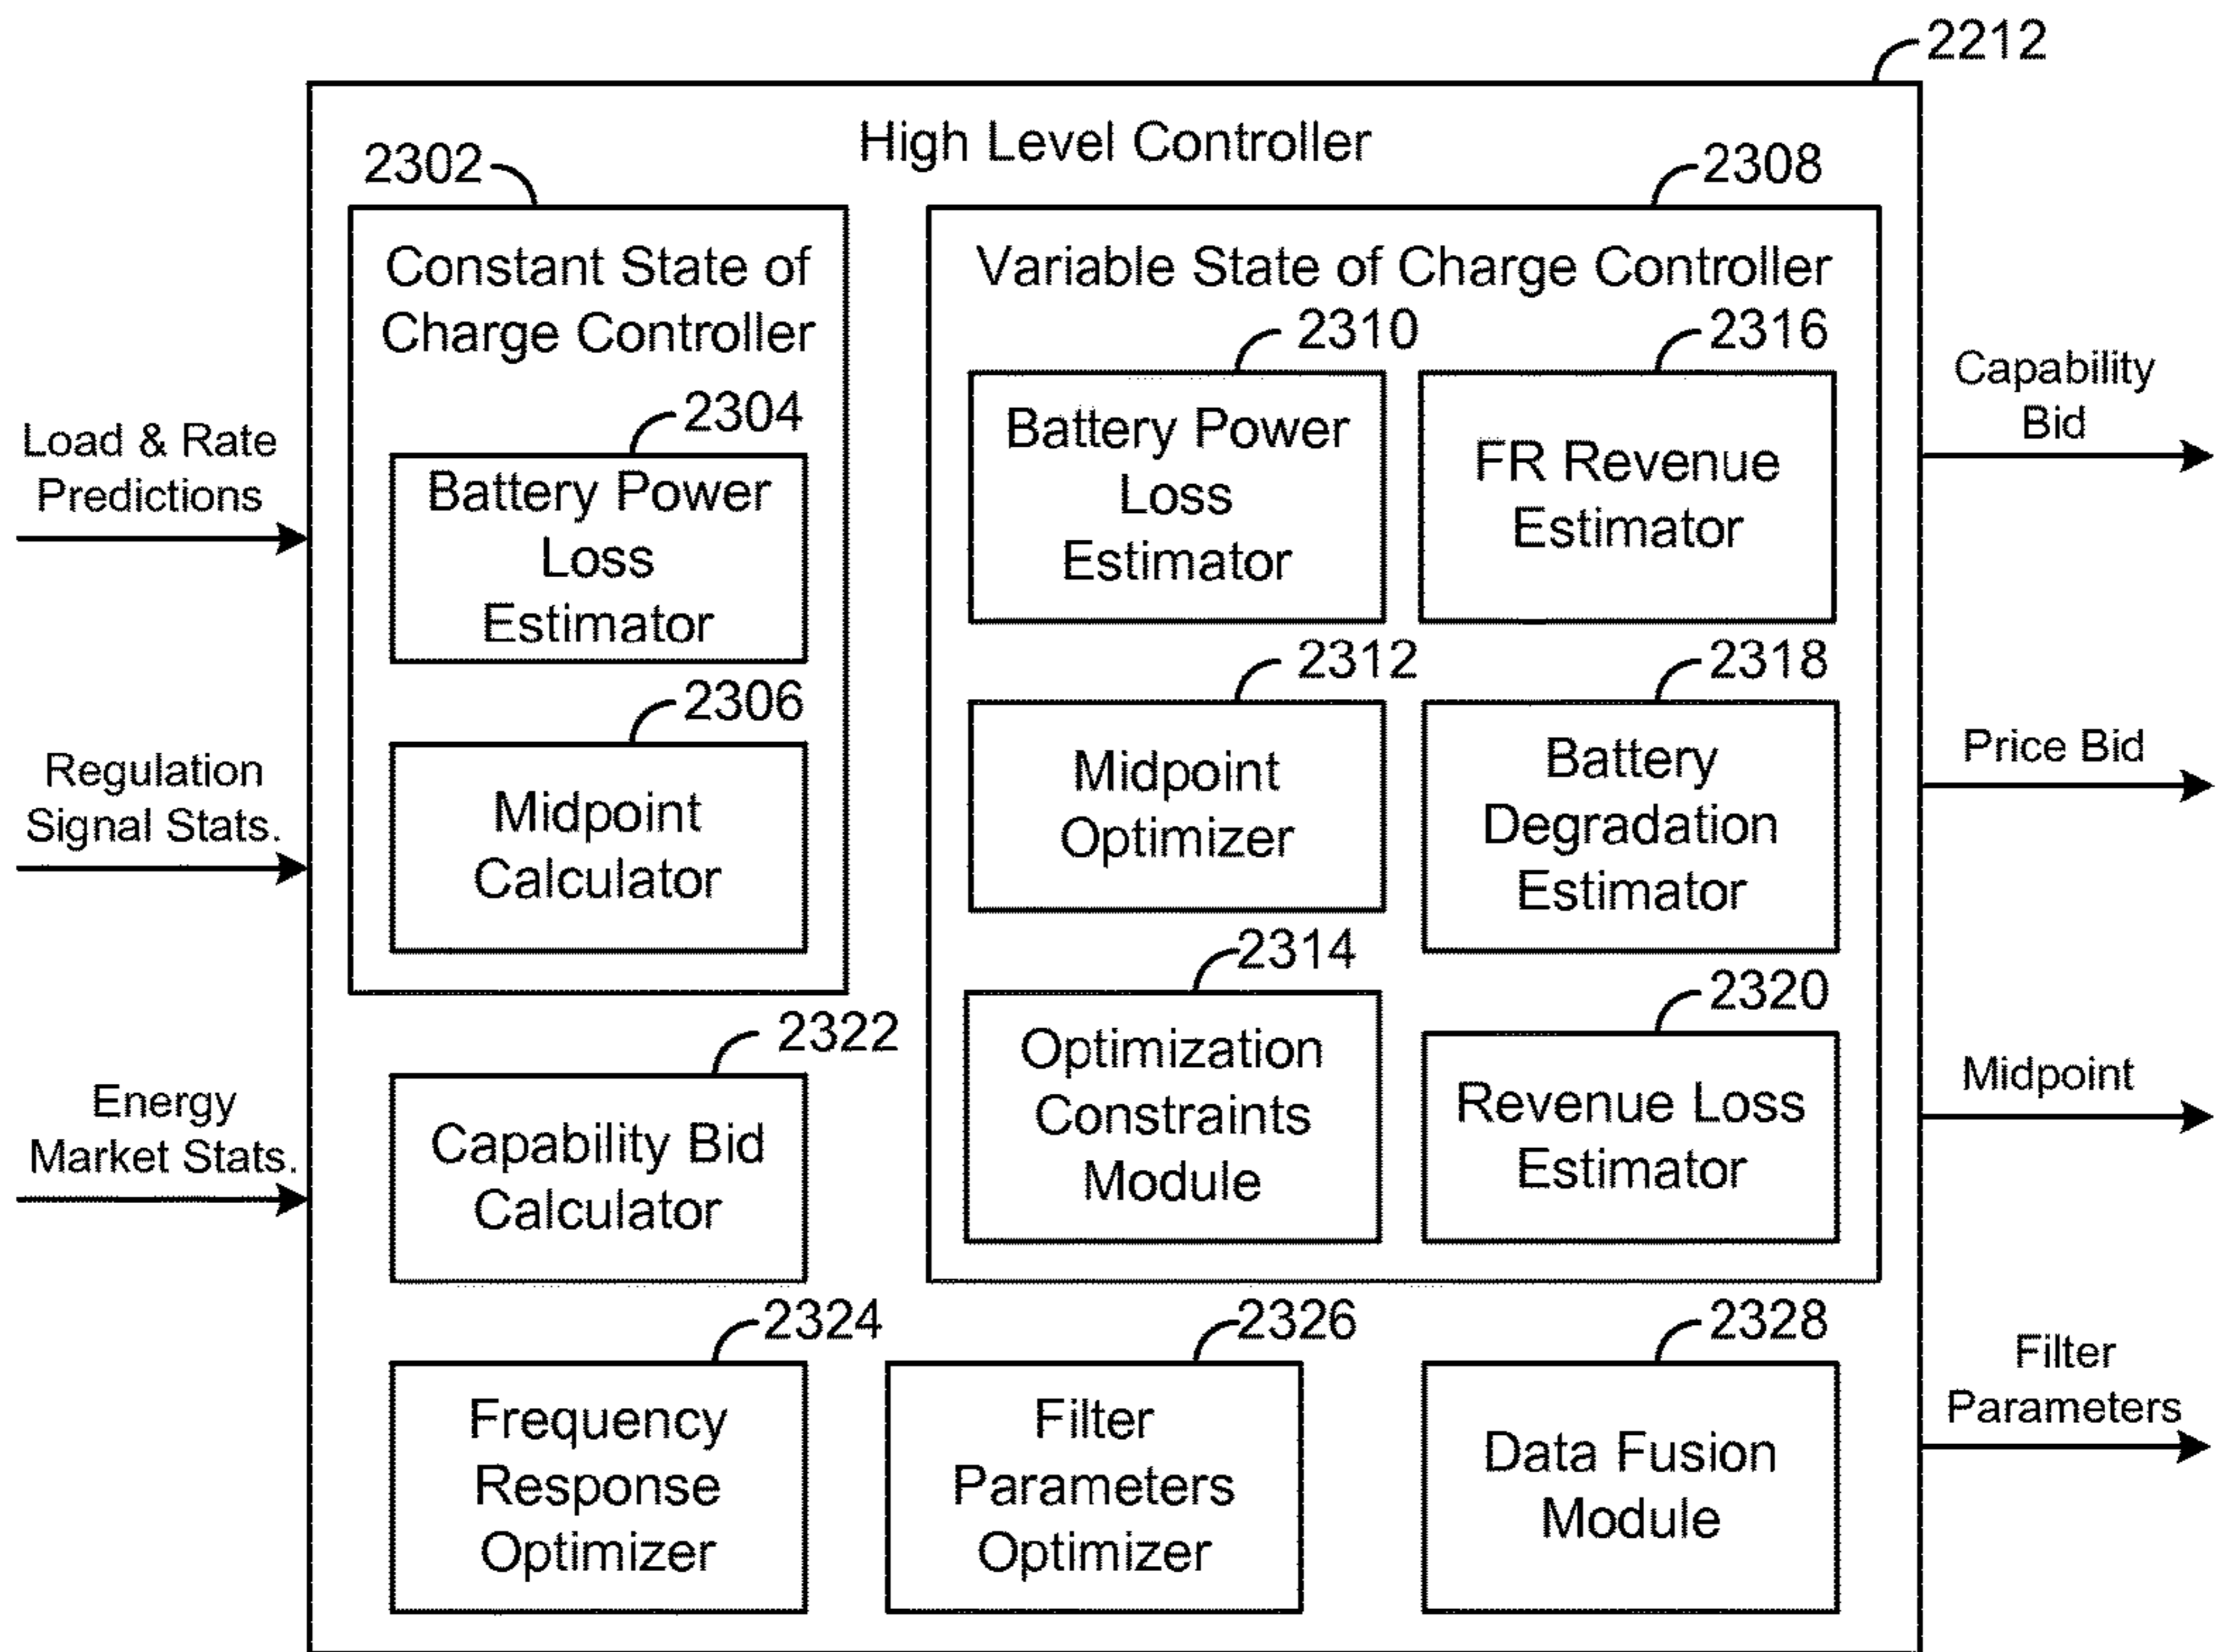 2212
High Level Controller
2302
Constant State of
Charge Controller
2304
Battery Power
Loss
Estimator
2306
Midpoint
Calculator
2308
Variable State of Charge Controller
2310
Battery Power
Loss
Estimator
2316
FR Revenue
Estimator
2312
Midpoint
Optimizer
2318
Battery
Degradation
Estimator
2314
Optimization
Constraints
Module
2320
Revenue Loss
Estimator
2322
Capability Bid
Calculator
2324
Frequency
Response
Optimizer
2326
Filter
Parameters
Optimizer
2328
Data Fusion
Module
Load & Rate
Predictions
Regulation
Signal Stats.
Energy
Market Stats.
Capability
Bid
Price Bid
Midpoint
Filter
Parameters